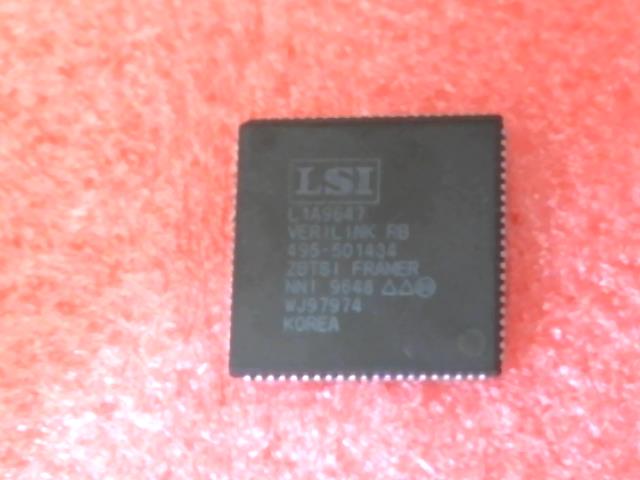 LSI
L1A9647
VERILINK RB
495-501434
ZBTSI FRAMER
NNI 9648 △△
WJ97974
KOREA